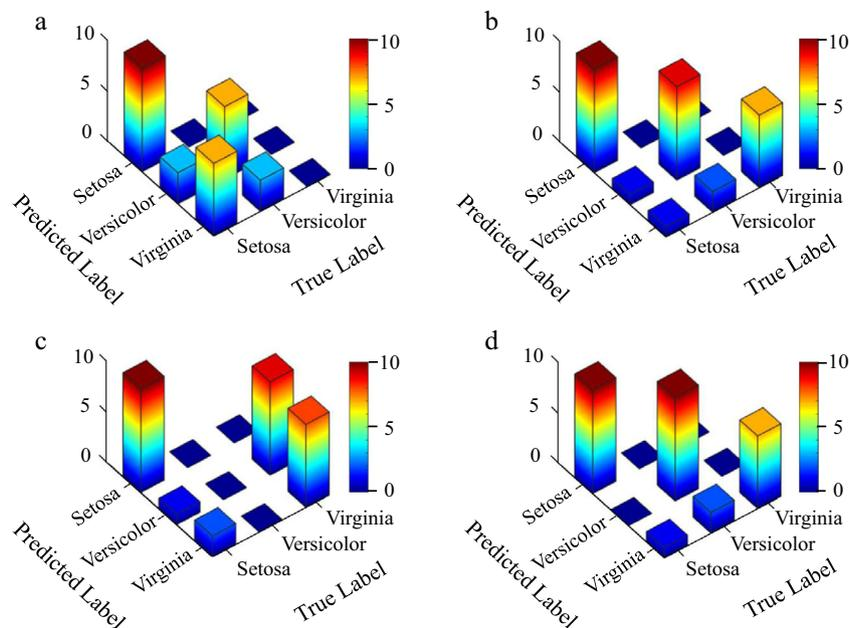 a
10
5
0
Setosa
Versicolor
Virginia
Predicted Label
Setosa
Versicolor
Virginia
True Label
10
5
0
b
10
5
0
Setosa
Versicolor
Virginia
Predicted Label
Setosa
Versicolor
Virginia
True Label
10
5
0
c
10
5
0
Setosa
Versicolor
Virginia
Predicted Label
Setosa
Versicolor
Virginia
True Label
10
5
0
d
10
5
0
Setosa
Versicolor
Virginia
Predicted Label
Setosa
Versicolor
Virginia
True Label
10
5
0